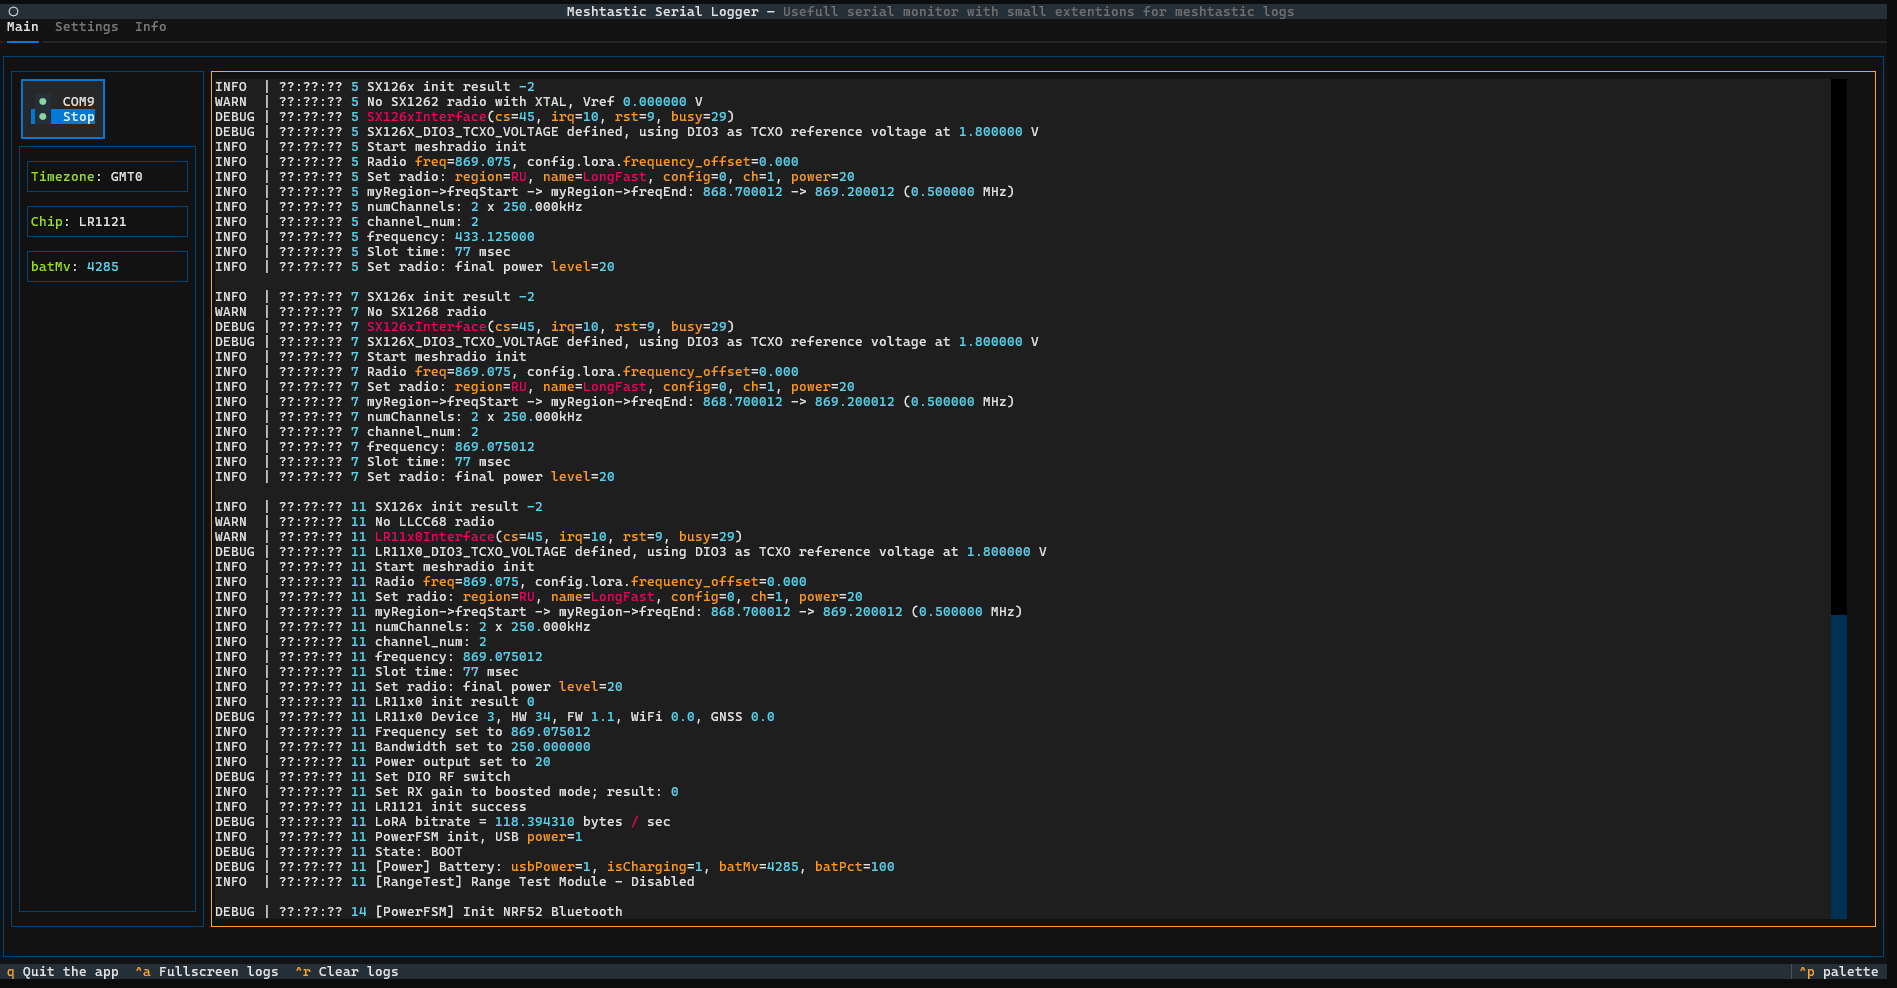 Meshtastic Serial Logger — Usefull serial monitor with small extentions for meshtastic logs
Main Settings Info
COM9
Stop
Timezone: GMT0
Chip: LR1121
batMv: 4285
INFO | ??:??:?? 5 SX126x init result -2
WARN | ??:??:?? 5 No SX1262 radio with XTAL, Vref 0.000000 V
DEBUG | ??:??:?? 5 SX126xInterface(cs=45, irq=10, rst=9, busy=29)
DEBUG | ??:??:?? 5 SX126X_DIO3_TCXO_VOLTAGE defined, using DIO3 as TCXO reference voltage at 1.800000 V
INFO | ??:??:?? 5 Start meshradio init
INFO | ??:??:?? 5 Radio freq=869.075, config.lora.frequency_offset=0.000
INFO | ??:??:?? 5 Set radio: region=RU, name=LongFast, config=0, ch=1, power=20
INFO | ??:??:?? 5 myRegion->freqStart -> myRegion->freqEnd: 868.700012 -> 869.200012 (0.500000 MHz)
INFO | ??:??:?? 5 numChannels: 2 x 250.000kHz
INFO | ??:??:?? 5 channel_num: 2
INFO | ??:??:?? 5 frequency: 433.125000
INFO | ??:??:?? 5 Slot time: 77 msec
INFO | ??:??:?? 5 Set radio: final power level=20
INFO | ??:??:?? 7 SX126x init result -2
WARN | ??:??:?? 7 No SX1268 radio
DEBUG | ??:??:?? 7 SX126xInterface(cs=45, irq=10, rst=9, busy=29)
DEBUG | ??:??:?? 7 SX126X_DIO3_TCXO_VOLTAGE defined, using DIO3 as TCXO reference voltage at 1.800000 V
INFO | ??:??:?? 7 Start meshradio init
INFO | ??:??:?? 7 Radio freq=869.075, config.lora.frequency_offset=0.000
INFO | ??:??:?? 7 Set radio: region=RU, name=LongFast, config=0, ch=1, power=20
INFO | ??:??:?? 7 myRegion->freqStart -> myRegion->freqEnd: 868.700012 -> 869.200012 (0.500000 MHz)
INFO | ??:??:?? 7 numChannels: 2 x 250.000kHz
INFO | ??:??:?? 7 channel_num: 2
INFO | ??:??:?? 7 frequency: 869.075012
INFO | ??:??:?? 7 Slot time: 77 msec
INFO | ??:??:?? 7 Set radio: final power level=20
INFO | ??:??:?? 11 SX126x init result -2
WARN | ??:??:?? 11 No LLCC68 radio
WARN | ??:??:?? 11 LR11x0Interface(cs=45, irq=10, rst=9, busy=29)
DEBUG | ??:??:?? 11 LR11X0_DIO3_TCXO_VOLTAGE defined, using DIO3 as TCXO reference voltage at 1.800000 V
INFO | ??:??:?? 11 Start meshradio init
INFO | ??:??:?? 11 Radio freq=869.075, config.lora.frequency_offset=0.000
INFO | ??:??:?? 11 Set radio: region=RU, name=LongFast, config=0, ch=1, power=20
INFO | ??:??:?? 11 myRegion->freqStart -> myRegion->freqEnd: 868.700012 -> 869.200012 (0.500000 MHz)
INFO | ??:??:?? 11 numChannels: 2 x 250.000kHz
INFO | ??:??:?? 11 channel_num: 2
INFO | ??:??:?? 11 frequency: 869.075012
INFO | ??:??:?? 11 Slot time: 77 msec
INFO | ??:??:?? 11 Set radio: final power level=20
INFO | ??:??:?? 11 LR11x0 init result 0
DEBUG | ??:??:?? 11 LR11x0 Device 3, HW 34, FW 1.1, WiFi 0.0, GNSS 0.0
INFO | ??:??:?? 11 Frequency set to 869.075012
INFO | ??:??:?? 11 Bandwidth set to 250.000000
INFO | ??:??:?? 11 Power output set to 20
DEBUG | ??:??:?? 11 Set DIO RF switch
INFO | ??:??:?? 11 Set RX gain to boosted mode; result: 0
INFO | ??:??:?? 11 LR1121 init success
DEBUG | ??:??:?? 11 LoRA bitrate = 118.394310 bytes / sec
INFO | ??:??:?? 11 PowerFSM init, USB power=1
DEBUG | ??:??:?? 11 State: BOOT
DEBUG | ??:??:?? 11 [Power] Battery: usbPower=1, isCharging=1, batMv=4285, batPct=100
INFO | ??:??:?? 11 [RangeTest] Range Test Module - Disabled
DEBUG | ??:??:?? 14 [PowerFSM] Init NRF52 Bluetooth
q Quit the app ^a Fullscreen logs ^r Clear logs ^p palette